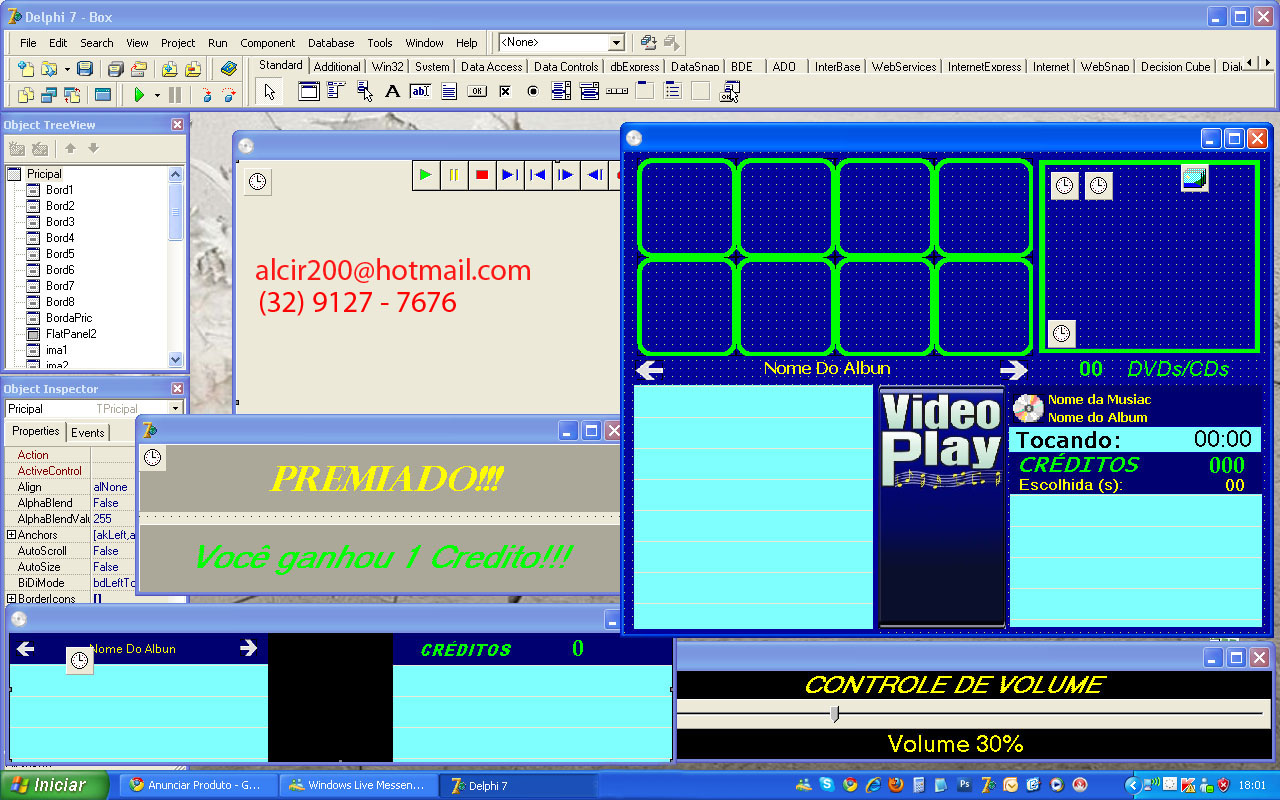 Delphi 7 - Box
File Edit Search View Project Run Component Database Tools Window Help
<None>
Standard Additional Win32 System Data Access Data Controls dbExpress DataSnap BDE ADO InterBase WebServices InternetExpress Internet WebSnap Decision Cube
Object TreeView
Pricipal
Bord1
Bord2
Bord3
Bord4
Bord5
Bord6
Bord7
Bord8
BordaPric
FlatPanel2
ima1
ima2
alcir200@hotmail.com
(32) 9127 - 7676
Nome Do Albun
00 DVDs/CDs
Video
Play
Nome da Musiac
Nome do Album
Tocando: 00:00
CRÉDITOS 000
Escolhida (s): 00
Object Inspector
Pricipal TPricipal
Properties Events
Action
ActiveControl
Align alNone
AlphaBlend False
AlphaBlendValu 255
Anchors [akLeft,a
AutoScroll False
AutoSize False
BiDiMode bdLeftTo
BorderIcons []
PREMIADO!!!
Você ganhou 1 Credito!!!
Nome Do Albun
CRÉDITOS 0
CONTROLE DE VOLUME
Volume 30%
Iniciar
Anunciar Produto - G...
Windows Live Messen...
Delphi 7
18:01